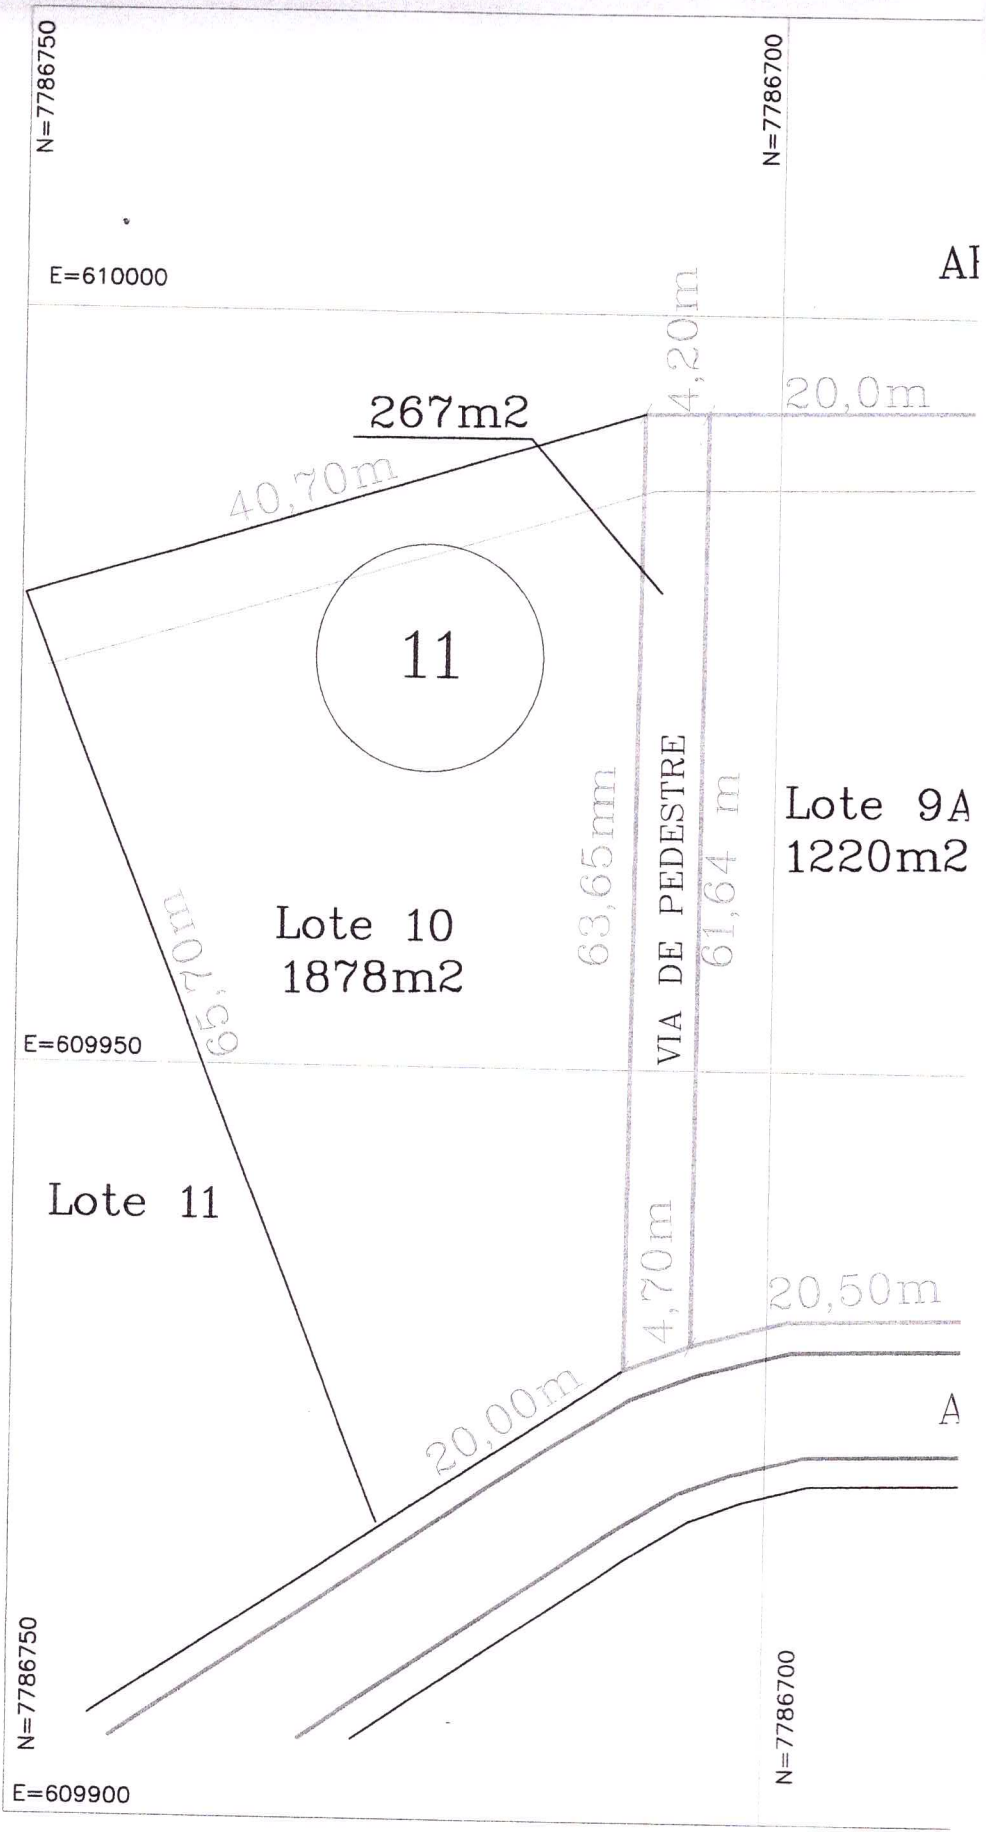 N=7786750
N=7786700
E=610000
4,20m
20,0m
267m2
40,70m
11
63,65mm
VIA DE PEDESTRE
61,64 m
Lote 9A
1220m2
65,70m
Lote 10
1878m2
E=609950
Lote 11
4,70m
20,50m
20,00m
A
N=7786750
N=7786700
E=609900